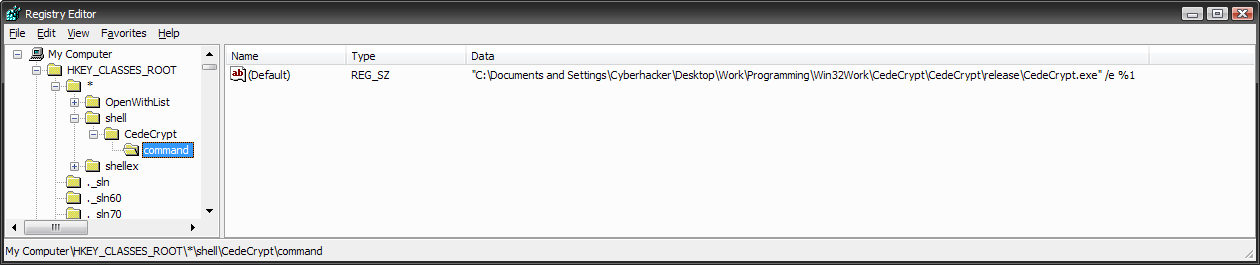 Registry Editor
File Edit View Favorites Help
My Computer
HKEY_CLASSES_ROOT
*
OpenWithList
shell
CedeCrypt
command
shellex
._sln
._sln60
._sln70
Name Type Data
ab (Default) REG_SZ "C:\Documents and Settings\Cyberhacker\Desktop\Work\Programming\Win32Work\CedeCrypt\CedeCrypt\release\CedeCrypt.exe" /e %1
My Computer\HKEY_CLASSES_ROOT\*\shell\CedeCrypt\command